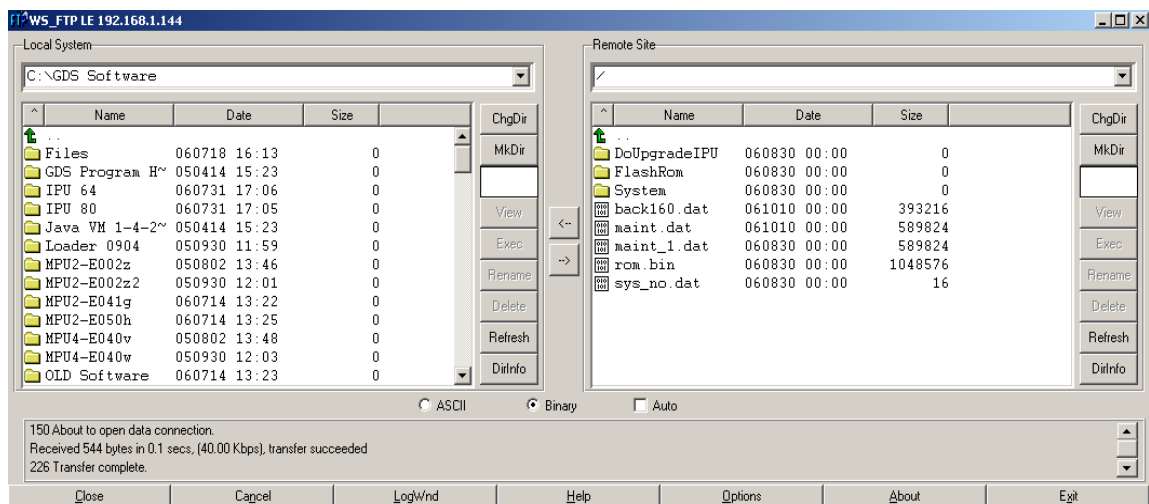 WS_FTP LE 192.168.1.144
Local System
C:\GDS Software
^ Name Date Size
..
Files 060718 16:13 0
GDS Program H~ 050414 15:23 0
IPU 64 060731 17:06 0
IPU 80 060731 17:05 0
Java VM 1-4-2~ 050414 15:23 0
Loader 0904 050930 11:59 0
MPU2-E002z 050802 13:46 0
MPU2-E002z2 050930 12:01 0
MPU2-E041g 060714 13:22 0
MPU2-E050h 060714 13:25 0
MPU4-E040v 050802 13:48 0
MPU4-E040w 050930 12:03 0
OLD Software 060714 13:23 0
ChgDir
MkDir
View
Exec
Rename
Delete
Refresh
DirInfo
<--
-->
Remote Site
/
^ Name Date Size
..
DoUpgradeIPU 060830 00:00 0
FlashRom 060830 00:00 0
System 060830 00:00 0
back160.dat 061010 00:00 393216
maint.dat 061010 00:00 589824
maint_1.dat 060830 00:00 589824
rom.bin 060830 00:00 1048576
sys_no.dat 060830 00:00 16
ChgDir
MkDir
View
Exec
Rename
Delete
Refresh
DirInfo
ASCII Binary Auto
150 About to open data connection.
Received 544 bytes in 0.1 secs, (40.00 Kbps), transfer succeeded
226 Transfer complete.
Close Cancel LogWnd Help Options About Exit